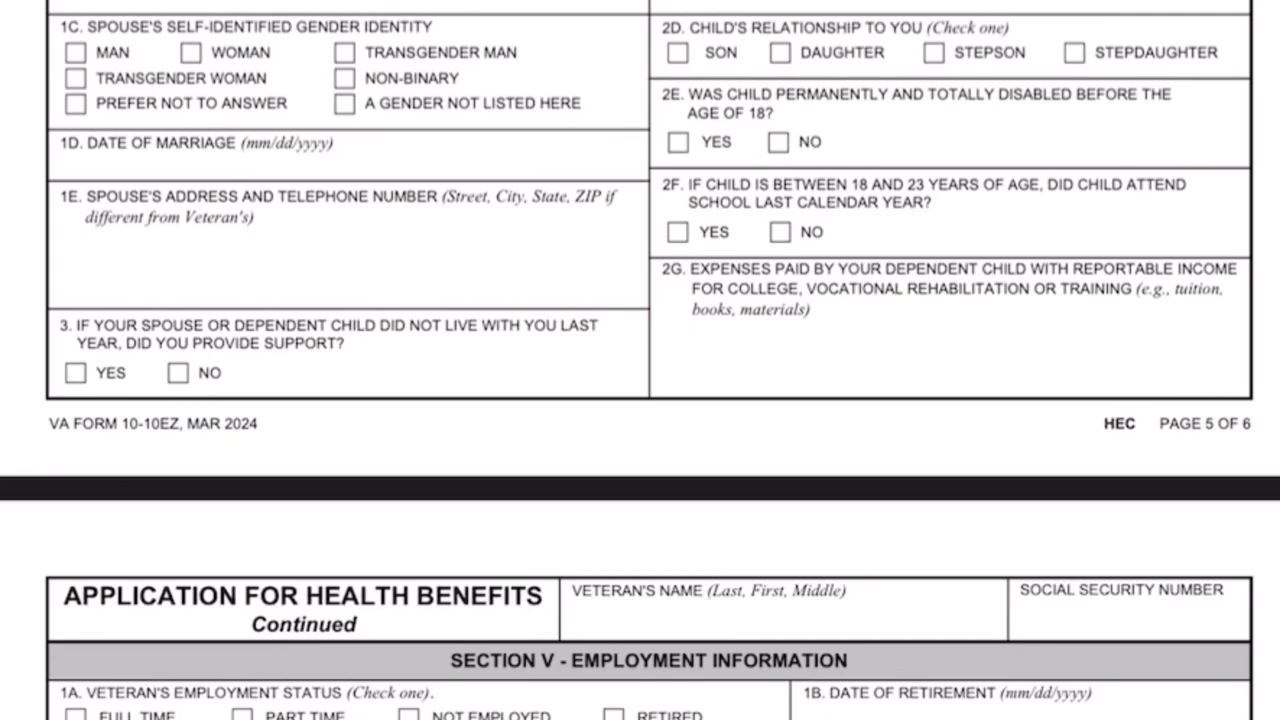 1C. SPOUSE'S SELF-IDENTIFIED GENDER IDENTITY
MAN WOMAN TRANSGENDER MAN
TRANSGENDER WOMAN NON-BINARY
PREFER NOT TO ANSWER A GENDER NOT LISTED HERE
1D. DATE OF MARRIAGE (mm/dd/yyyy)
1E. SPOUSE'S ADDRESS AND TELEPHONE NUMBER (Street, City, State, ZIP if
different from Veteran's)
3. IF YOUR SPOUSE OR DEPENDENT CHILD DID NOT LIVE WITH YOU LAST
YEAR, DID YOU PROVIDE SUPPORT?
YES NO
2D. CHILD'S RELATIONSHIP TO YOU (Check one)
SON DAUGHTER STEPSON STEPDAUGHTER
2E. WAS CHILD PERMANENTLY AND TOTALLY DISABLED BEFORE THE
AGE OF 18?
YES NO
2F. IF CHILD IS BETWEEN 18 AND 23 YEARS OF AGE, DID CHILD ATTEND
SCHOOL LAST CALENDAR YEAR?
YES NO
2G. EXPENSES PAID BY YOUR DEPENDENT CHILD WITH REPORTABLE INCOME
FOR COLLEGE, VOCATIONAL REHABILITATION OR TRAINING (e.g., tuition,
books, materials)
VA FORM 10-10EZ, MAR 2024 HEC PAGE 5 OF 6
APPLICATION FOR HEALTH BENEFITS
Continued
VETERAN'S NAME (Last, First, Middle)
SOCIAL SECURITY NUMBER
SECTION V - EMPLOYMENT INFORMATION
1A. VETERAN'S EMPLOYMENT STATUS (Check one).
FULL TIME PART TIME NOT EMPLOYED RETIRED
1B. DATE OF RETIREMENT (mm/dd/yyyy)